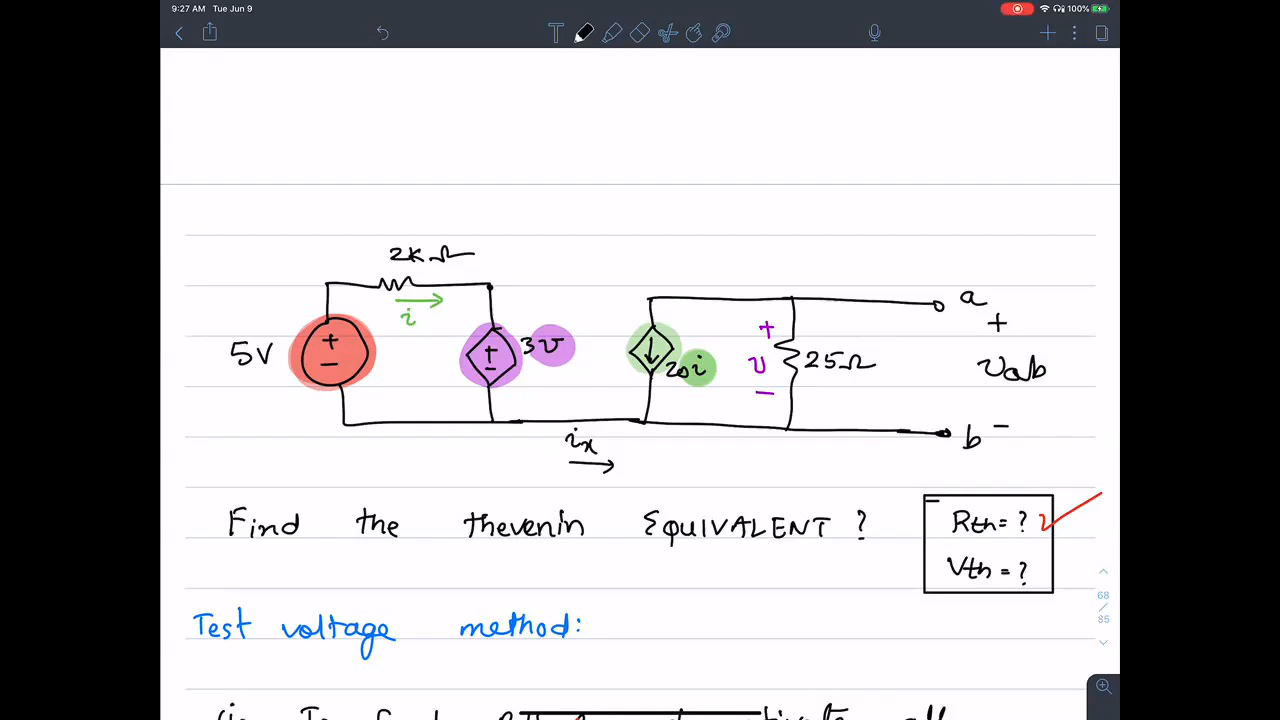 9:27 AM Tue Jun 9 100%
2kΩ
i
5V + − + − 3v 20i + v − 25Ω a + vab b −
ix
Find the thevenin EQUIVALENT ?
Rth = ?
Vth = ?
68 / 85
Test voltage method: